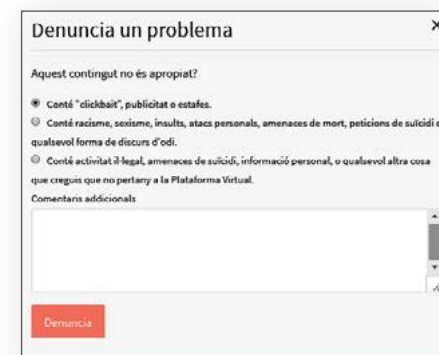 Denuncia un problema
Aquest contingut no és apropiat?
Conté "clickbait", publicitat o estafes.
Conté racisme, sexisme, insults, atacs personals, amenaces de mort, peticions de suïcidi o
qualsevol forma de discurs d'odi.
Conté activitat il·legal, amenaces de suïcidi, informació personal, o qualsevol altra cosa
que creguis que no pertany a la Plataforma Virtual.
Comentaris addicionals
Denuncia